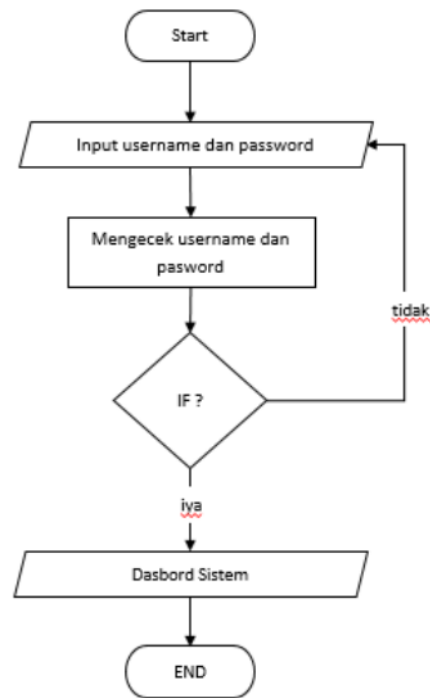 Start
Input username dan password
Mengecek username dan
pasword
tidak
IF ?
iya
Dasbord Sistem
END